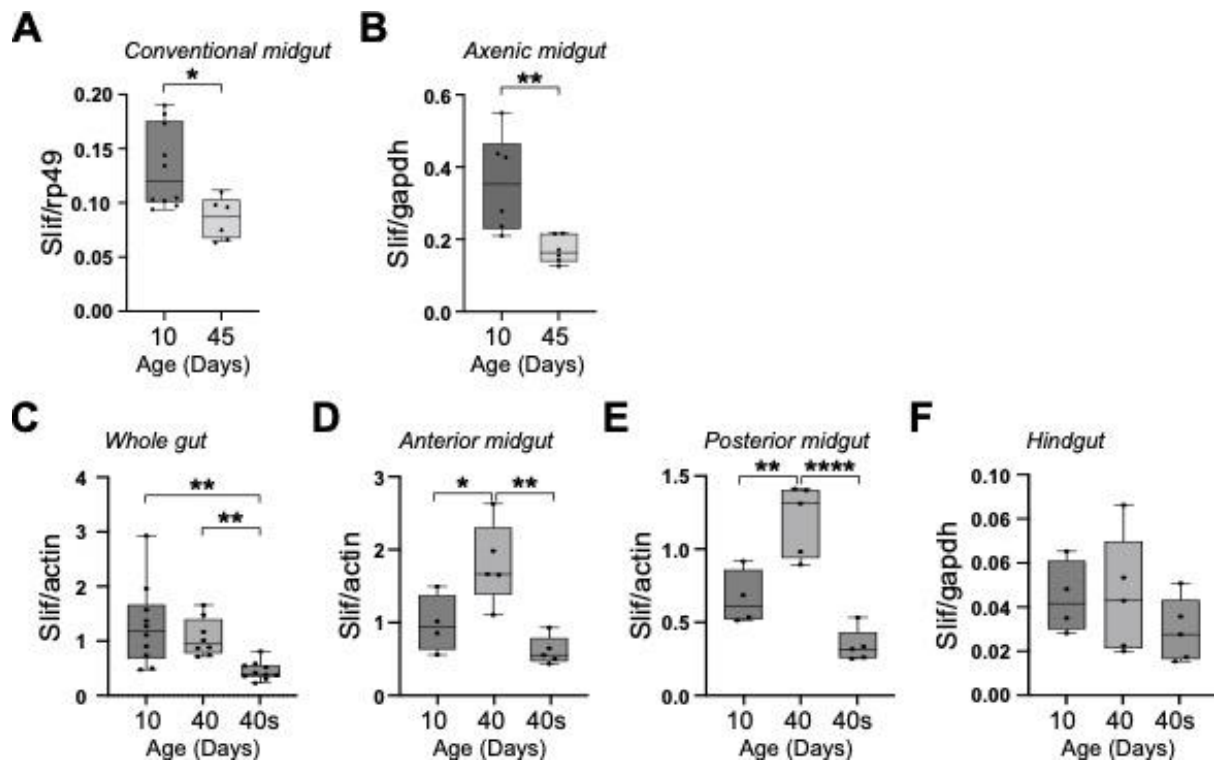 A
Conventional midgut
*
Slif/rp49
0.20
0.15
0.10
0.05
0.00
10 45
Age (Days)
B
Axenic midgut
**
Slif/gapdh
0.6
0.4
0.2
0.0
10 45
Age (Days)
C
Whole gut
**
**
Slif/actin
4
3
2
1
0
10 40 40s
Age (Days)
D
Anterior midgut
* **
Slif/actin
3
2
1
0
10 40 40s
Age (Days)
E
Posterior midgut
** ****
Slif/actin
1.5
1.0
0.5
0.0
10 40 40s
Age (Days)
F
Hindgut
Slif/gapdh
0.10
0.06
0.06
0.04
0.02
0.00
10 40 40s
Age (Days)